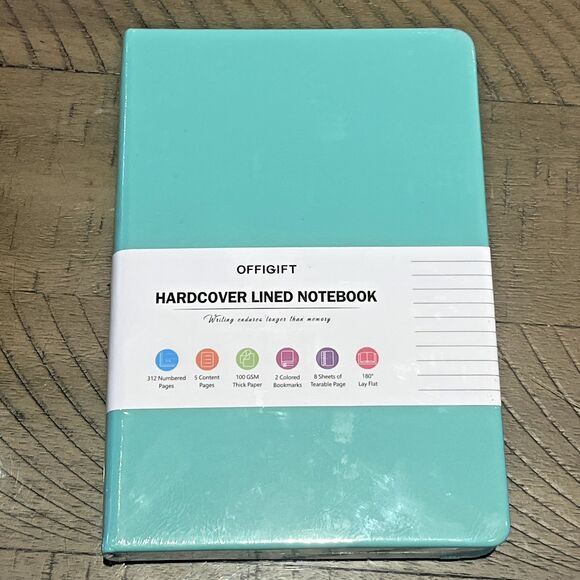 OFFIGIFT
HARDCOVER LINED NOTEBOOK
Writing endures longer than memory
312 Numbered
Pages
5 Content
Pages
100 GSM
Thick Paper
2 Colored
Bookmarks
8 Sheets of
Tearable Page
180°
Lay Flat